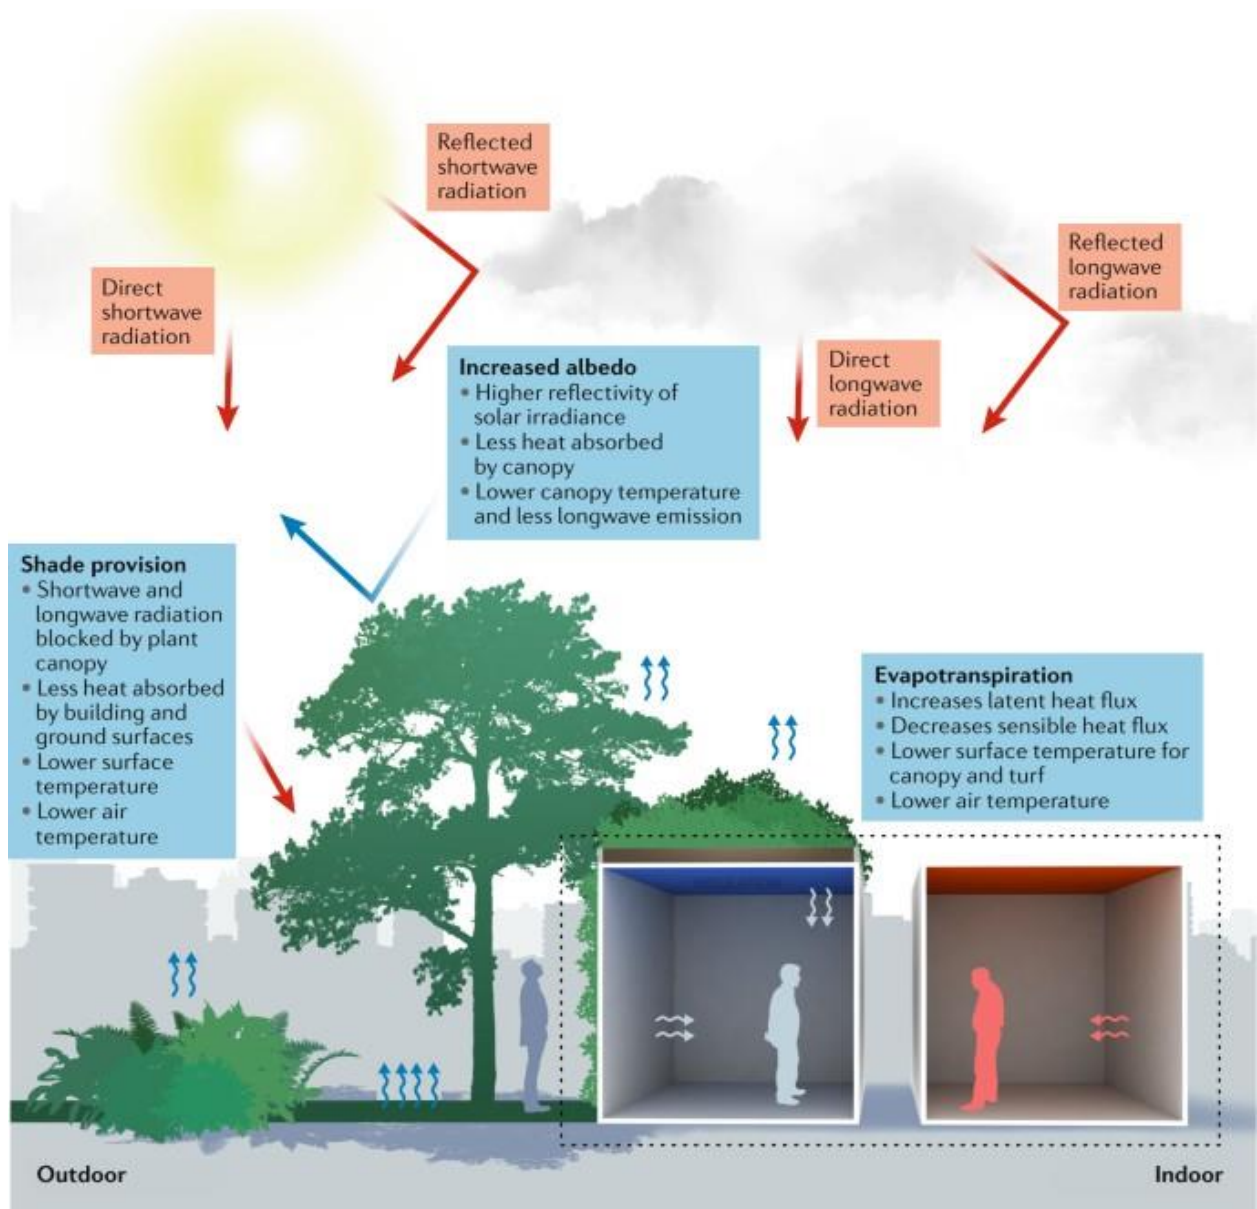 Reflected
shortwave
radiation
Reflected
longwave
radiation
Direct
shortwave
radiation
Direct
longwave
radiation
Increased albedo
• Higher reflectivity of
solar irradiance
• Less heat absorbed
by canopy
• Lower canopy temperature
and less longwave emission
Shade provision
• Shortwave and
longwave radiation
blocked by plant
canopy
• Less heat absorbed
by building and
ground surfaces
• Lower surface
temperature
• Lower air
temperature
Evapotranspiration
• Increases latent heat flux
• Decreases sensible heat flux
• Lower surface temperature for
canopy and turf
• Lower air temperature
Outdoor
Indoor